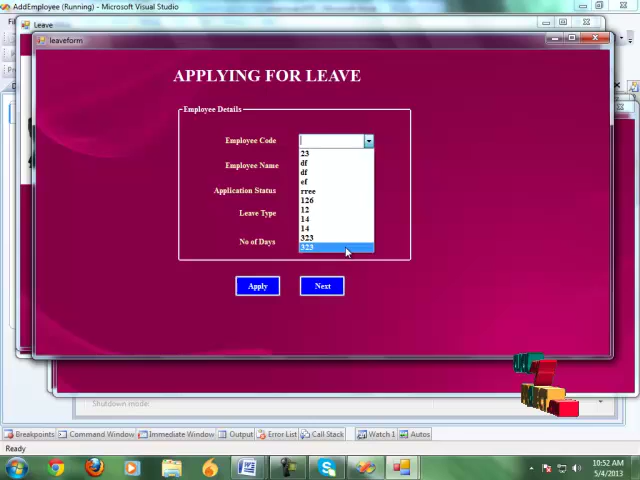 AddEmployee (Running) - Microsoft Visual Studio
Leave
leaveform
APPLYING FOR LEAVE
Employee Details
Employee Code
23
df
Employee Name
df
ef
Application Status
rree
126
Leave Type
12
14
14
No of Days
323
323
Apply
Next
Shutdown mode:
Breakpoints
Command Window
Immediate Window
Output
Error List
Call Stack
Watch 1
Autos
Ready
10:52 AM
5/4/2013